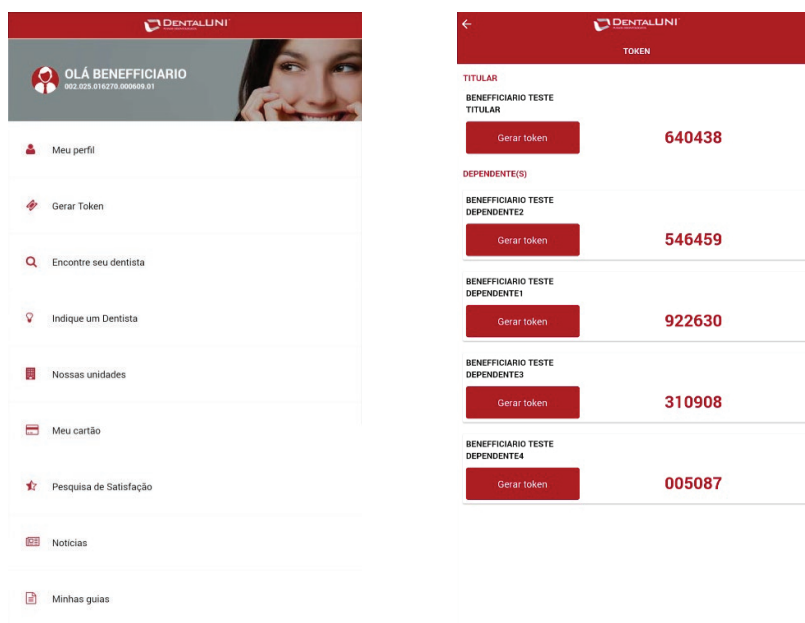 DENTALUNI
OLÁ BENEFFICIARIO
002.025.016270.000609.01
Meu perfil
Gerar Token
Encontre seu dentista
Indique um Dentista
Nossas unidades
Meu cartão
Pesquisa de Satisfação
Notícias
Minhas guias
DENTALUNI
TOKEN
TITULAR
BENEFFICIARIO TESTE
TITULAR
Gerar token
640438
DEPENDENTE(S)
BENEFFICIARIO TESTE
DEPENDENTE2
Gerar token
546459
BENEFFICIARIO TESTE
DEPENDENTE1
Gerar token
922630
BENEFFICIARIO TESTE
DEPENDENTE3
Gerar token
310908
BENEFFICIARIO TESTE
DEPENDENTE4
Gerar token
005087